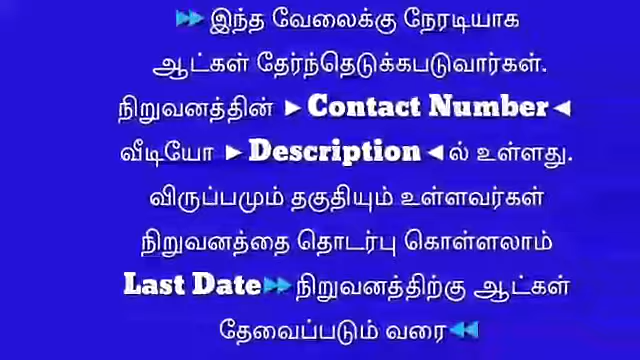 ⏩ இந்த வேலைக்கு நேரடியாக
ஆட்கள் தேர்ந்தெடுக்கபடுவார்கள்.
நிறுவனத்தின் ►Contact Number◄
வீடியோ ►Description◄ல் உள்ளது.
விருப்பமும் தகுதியும் உள்ளவர்கள்
நிறுவனத்தை தொடர்பு கொள்ளலாம்
Last Date⏩ நிறுவனத்திற்கு ஆட்கள்
தேவைப்படும் வரை⏪